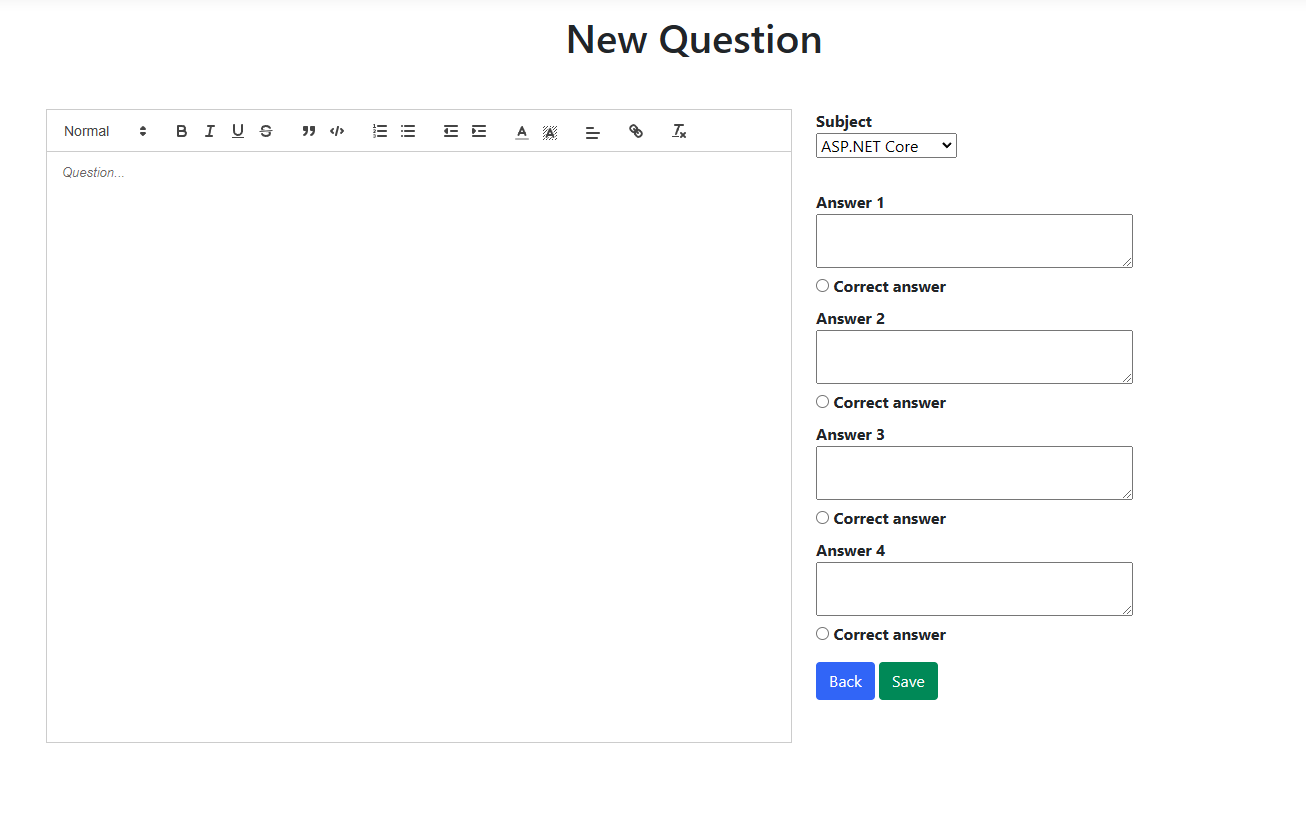 New Question
Normal
Question...
Subject
ASP.NET Core
Answer 1
Correct answer
Answer 2
Correct answer
Answer 3
Correct answer
Answer 4
Correct answer
Back Save